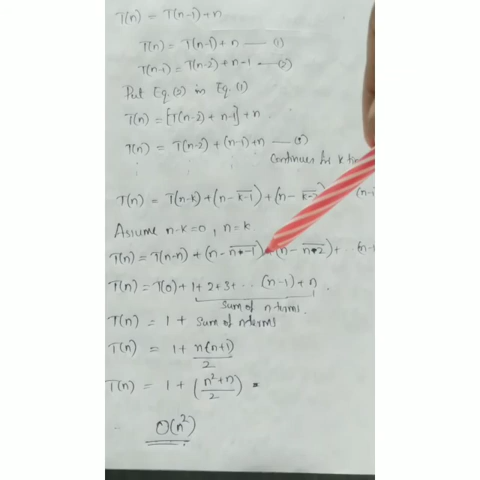 T(n) = T(n-1)+n
T(n) = T(n-1)+n —— (1)
T(n-1) = T(n-2)+n-1 —— (2)
Put Eq.(2) in Eq.(1)
T(n) = [T(n-2)+n-1]+n
T(n) = T(n-2)+(n-1)+n ——
Continues for k
T(n) = T(n-k)+(n-k̅-̅1̅)+(n-k̅-̅2̅)
Assume n-k=0, n=k
T(n) = T(n-n)+(n-n̅-̅1̅)+(n-n̅-̅2̅)+..
T(n) = T(0)+1+2+3+..(n-1)+n
sum of n terms.
T(n) = 1 + sum of n terms
T(n) = 1+ n(n+1)/2
T(n) = 1+(n²+n/2)
O(n²)